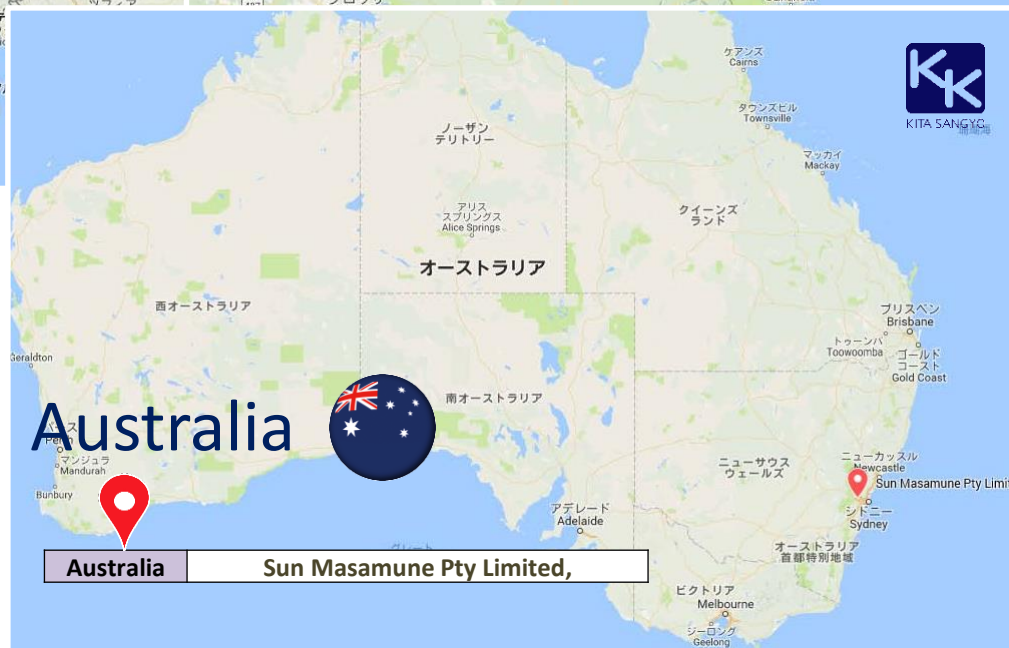 ケアンズ
Cairns
KK
KITA SANGYO
珊瑚海
タウンズビル
Townsville
ノーザン
テリトリー
マッカイ
Mackay
アリス
スプリングス
Alice Springs
クイーンズ
ランド
オーストラリア
西オーストラリア
ブリスベン
Brisbane
トゥーンバ
Toowoomba
ゴールド
コースト
Gold Coast
Geraldton
南オーストラリア
Australia
Perth
マンジュラ
Mandurah
Bunbury
ニューサウス
ウェールズ
ニューカッスル
Newcastle
Sun Masamune Pty Limi
シドニー
Sydney
アデレード
Adelaide
オーストラリア
首都特別地域
Australia
Sun Masamune Pty Limited,
ビクトリア
Melbourne
ジーロング
Geelong